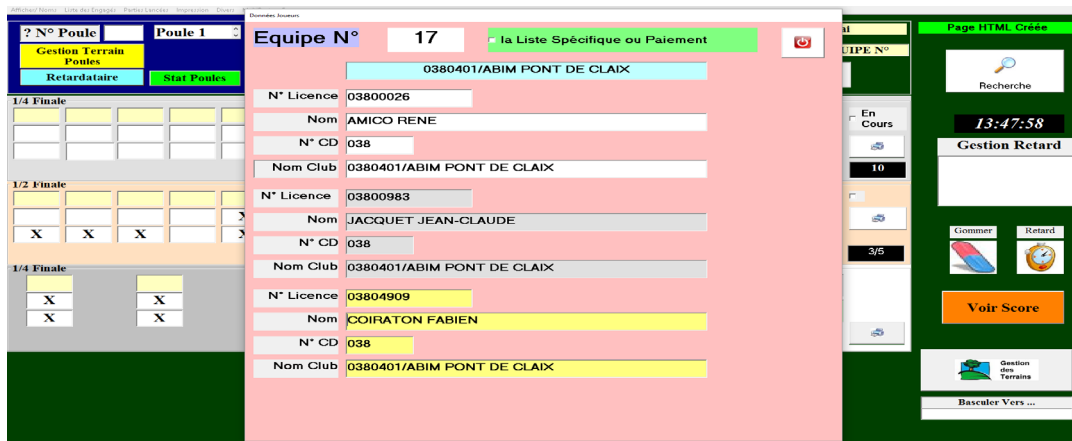 Afficher/ Noms Liste des Engagés Parties Lancées Impression Divers
Données Joueurs
? N° Poule
Poule 1
Gestion Terrain
Poules
Retardataire
Stat Poules
Equipe N°
17
la Liste Spécifique ou Paiement
UIPE N°
Page HTML Créée
Recherche
0380401/ABIM PONT DE CLAIX
N° Licence 03800026
Nom AMICO RENE
N° CD 038
Nom Club 0380401/ABIM PONT DE CLAIX
N° Licence 03800983
Nom JACQUET JEAN-CLAUDE
N° CD 038
Nom Club 0380401/ABIM PONT DE CLAIX
N° Licence 03804909
Nom COIRATON FABIEN
N° CD 038
Nom Club 0380401/ABIM PONT DE CLAIX
1/4 Finale
1/2 Finale
X X X
1/4 Finale
X X
X X
En
Cours
10
3/5
13:47:58
Gestion Retard
Gommer
Retard
Voir Score
Gestion
des
Terrains
Basculer Vers ...